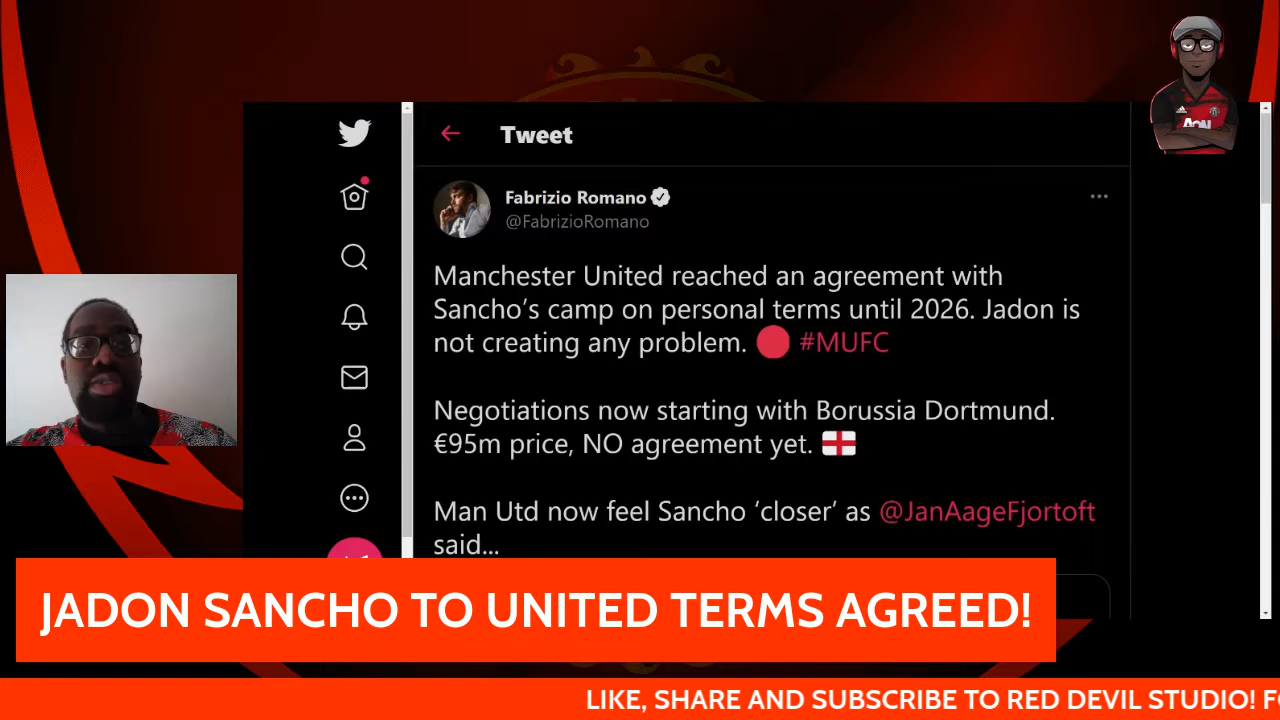 Tweet
Fabrizio Romano
@FabrizioRomano
Manchester United reached an agreement with
Sancho’s camp on personal terms until 2026. Jadon is
not creating any problem. 🔴 #MUFC
Negotiations now starting with Borussia Dortmund.
€95m price, NO agreement yet. 🏴󠁧󠁢󠁥󠁮󠁧󠁿
Man Utd now feel Sancho ‘closer’ as @JanAageFjortoft
said...
AON
JADON SANCHO TO UNITED TERMS AGREED!
LIKE, SHARE AND SUBSCRIBE TO RED DEVIL STUDIO!